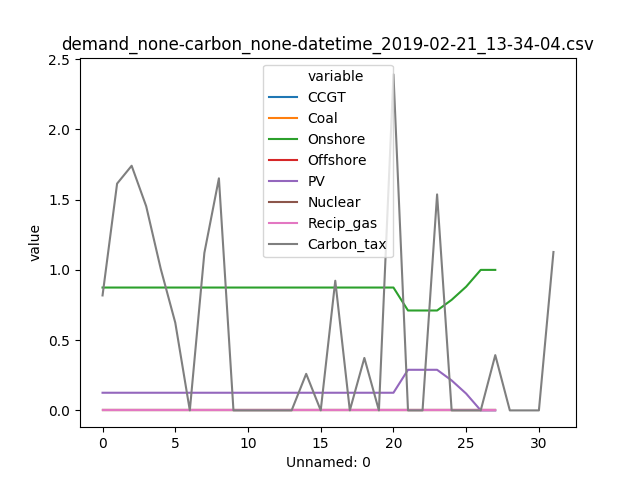 demand_none-carbon_none-datetime_2019-02-21_13-34-04.csv
2.5
2.0
1.5
1.0
0.5
0.0
value
variable
CCGT
Coal
Onshore
Offshore
PV
Nuclear
Recip_gas
Carbon_tax
0 5 10 15 20 25 30
Unnamed: 0